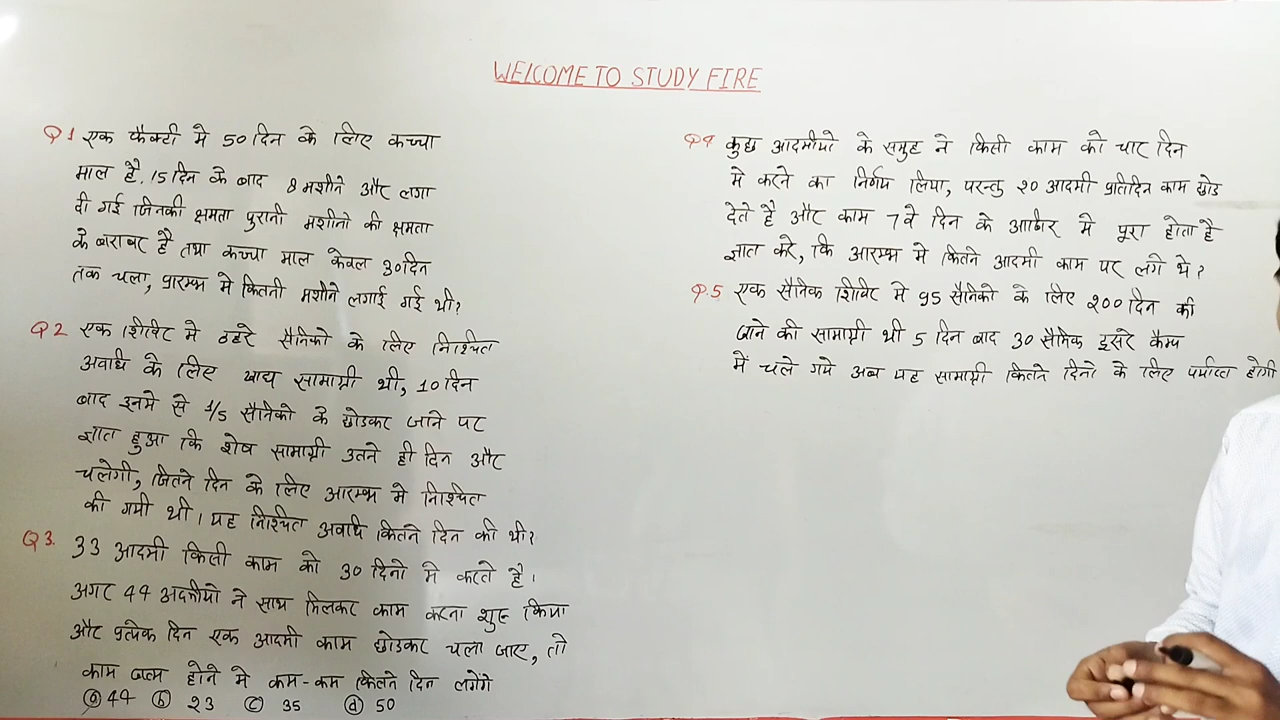 WELCOME TO STUDY FIRE
Q1 एक फैक्ट्री मे 50 दिन के लिए कच्चा
माल है. 15 दिन के बाद 8 मशीने और लगा
दी गई जिनकी क्षमता पुरानी मशीनो की क्षमता
के बाराबर है तथा कच्चा माल केवल 30 दिन
तक चला, प्रारम्भ मे कितनी मशीने लगाई गई थी?
Q2 एक शिविर मे ठहरे सैनिको के लिए निश्चित
अवधि के लिए खाद्य सामाग्री थी, 10 दिन
बाद इनमे से 1/5 सैनिको के छोडकर जाने पर
ज्ञात हुआ कि शेष सामाग्री उतने ही दिन और
चलेगी, जितने दिन के लिए आरम्भ मे निश्चित
की गयी थी। यह निश्चित अवधि कितने दिन की थी?
Q3. 33 आदमी किसी काम को 30 दिनो मे करते है।
अगर 44 अदमीयो ने साथ मिलकर काम करना शुरू किया
और प्रत्येक दिन एक आदमी काम छोडकर चला जाए, तो
काम खत्म होने मे कम-कम कितने दिन लगेंगे
(a) 44 (b) 23 (c) 35 (d) 50
Q4 कुछ आदमीयो के समुह ने किसी काम को चार दिन
मे करने का निर्णय लिया, परन्तु 20 आदमी प्रतिदिन काम छोड
देते है और काम 7 वे दिन के आखिर मे पूरा होता है
ज्ञात करे, कि आरम्भ मे कितने आदमी काम पर लगे थे?
Q.5 एक सैनिक शिविर मे 95 सैनिको के लिए 200 दिन की
खाने की सामाग्री थी 5 दिन बाद 30 सैनिक दूसरे कैम्प
में चले गये अब यह सामाग्री कितने दिनो के लिए पर्याप्त होगी